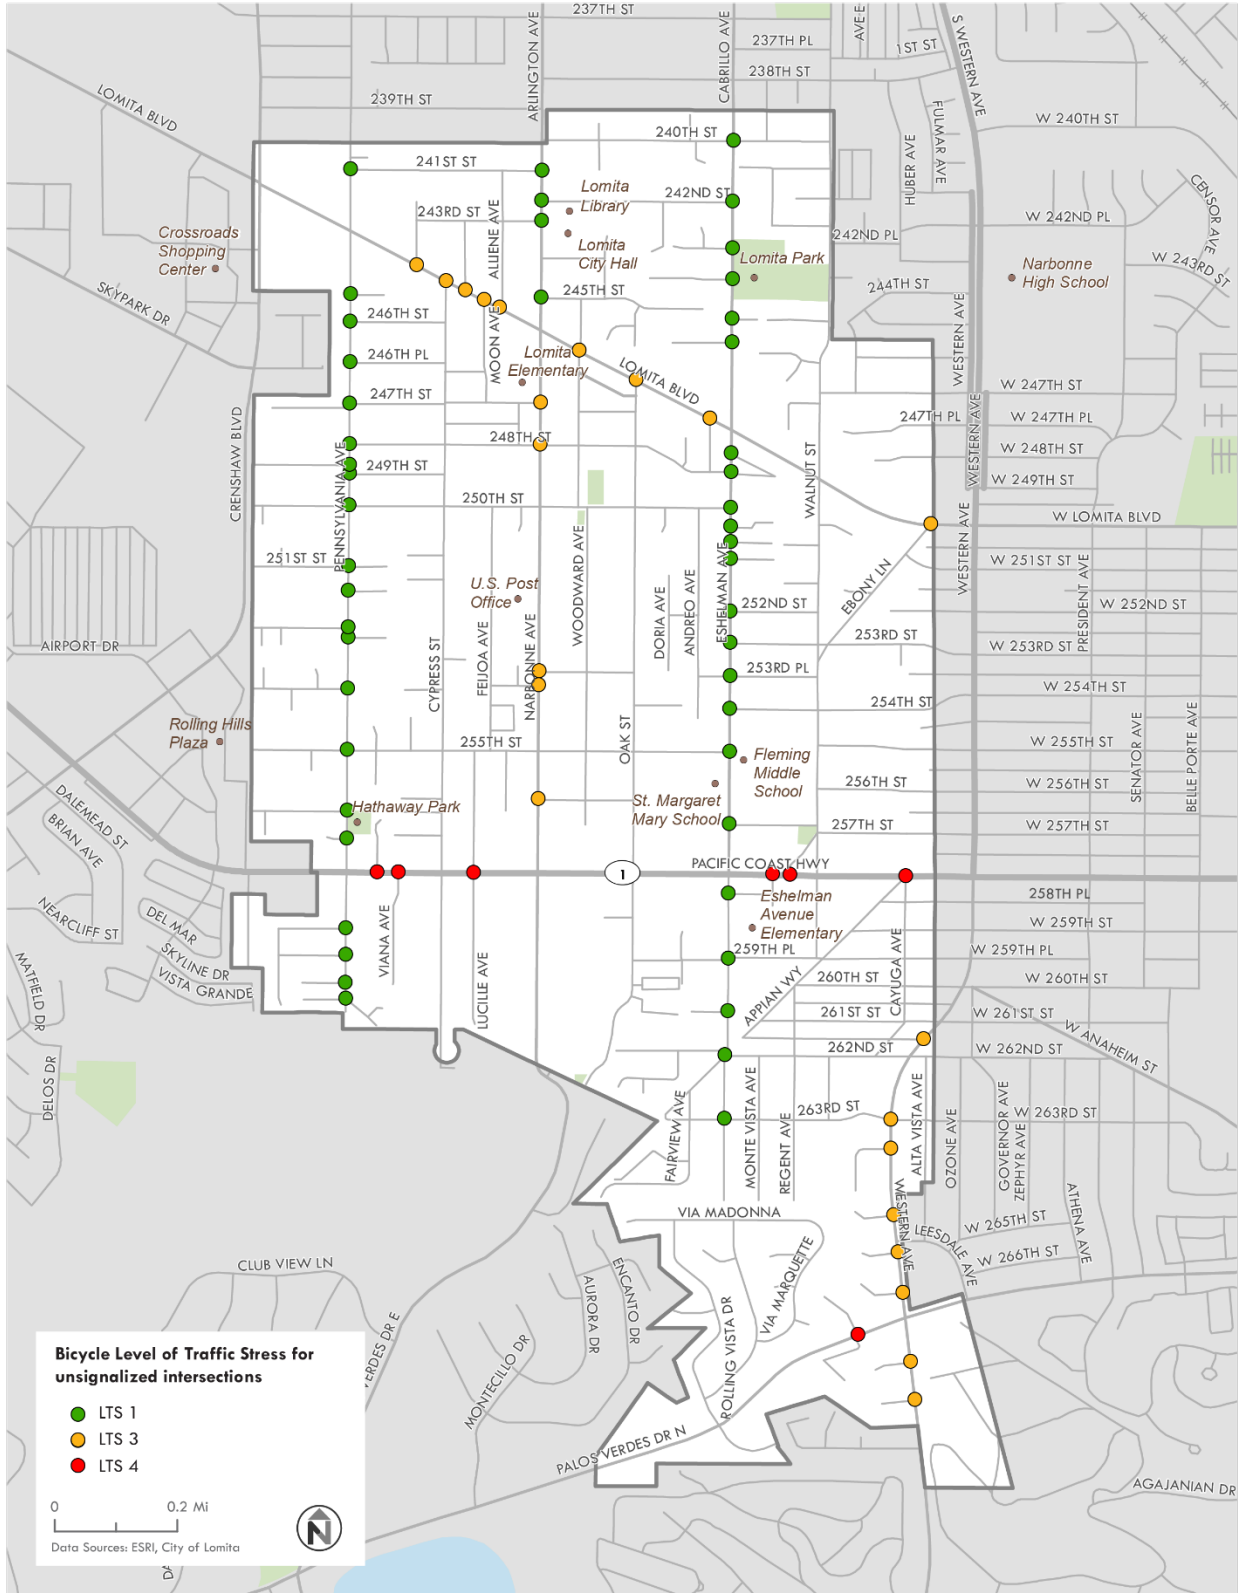 237TH ST
237TH PL
1ST ST
AVE E
S WESTERN AVE
238TH ST
ARLINGTON AVE
CABRILLO AVE
239TH ST
LOMITA BLVD
W 240TH ST
FULMAR AVE
HUBER AVE
240TH ST
241ST ST
242ND ST
Lomita
Library
243RD ST
ALIENE AVE
CENSOR AVE
W 242ND PL
242ND PL
Crossroads
Shopping
Center
Lomita
City Hall
Lomita Park
W 243RD ST
Narbonne
High School
244TH ST
SKYPARK DR
245TH ST
246TH ST
MOON AVE
WESTERN AVE
246TH PL
Lomita
Elementary
LOMITA BLVD
W 247TH ST
247TH ST
247TH PL
W 247TH PL
CRENSHAW BLVD
248TH ST
W 248TH ST
WESTERN AVE
PENNSYLVANIA AVE
249TH ST
WALNUT ST
W 249TH ST
250TH ST
W LOMITA BLVD
WESTERN AVE
251ST ST
W 251ST ST
WOODWARD AVE
ESHELMAN AVE
EBONY LN
PRESIDENT AVE
U.S. Post
Office
252ND ST
W 252ND ST
DORIA AVE
ANDREO AVE
253RD ST
W 253RD ST
AIRPORT DR
CYPRESS ST
FEIJOA AVE
NARBONNE AVE
253RD PL
W 254TH ST
254TH ST
Rolling Hills
Plaza
OAK ST
255TH ST
W 255TH ST
SENATOR AVE
BELLE PORTE AVE
Fleming
Middle
School
256TH ST
W 256TH ST
DALEMEAD ST
BRIAN AVE
Hathaway Park
St. Margaret
Mary School
257TH ST
W 257TH ST
PACIFIC COAST HWY
1
258TH PL
Eshelman
Avenue
Elementary
NEARCLIFF ST
DEL MAR
W 259TH ST
SKYLINE DR
VISTA GRANDE
VIANA AVE
259TH PL
W 259TH PL
MATFIELD DR
LUCILLE AVE
APPIAN WY
260TH ST
CAYUGA AVE
W 260TH ST
261ST ST
W 261ST ST
W ANAHEIM ST
262ND ST
W 262ND ST
DELOS DR
FAIRVIEW AVE
MONTE VISTA AVE
REGENT AVE
263RD ST
ALTA VISTA AVE
OZONE AVE
GOVERNOR AVE
ZEPHYR AVE
W 263RD ST
ATHENA AVE
VIA MADONNA
WESTERN AVE
LEESDALE AVE
W 265TH ST
W 266TH ST
CLUB VIEW LN
ENCANTO DR
AURORA DR
VIA MARQUETTE
ROLLING VISTA DR
VERDES DR E
MONTECILLO DR
PALOS VERDES DR N
AGAJANIAN DR
Bicycle Level of Traffic Stress for
unsignalized intersections
LTS 1
LTS 3
LTS 4
0 0.2 Mi
N
Data Sources: ESRI, City of Lomita